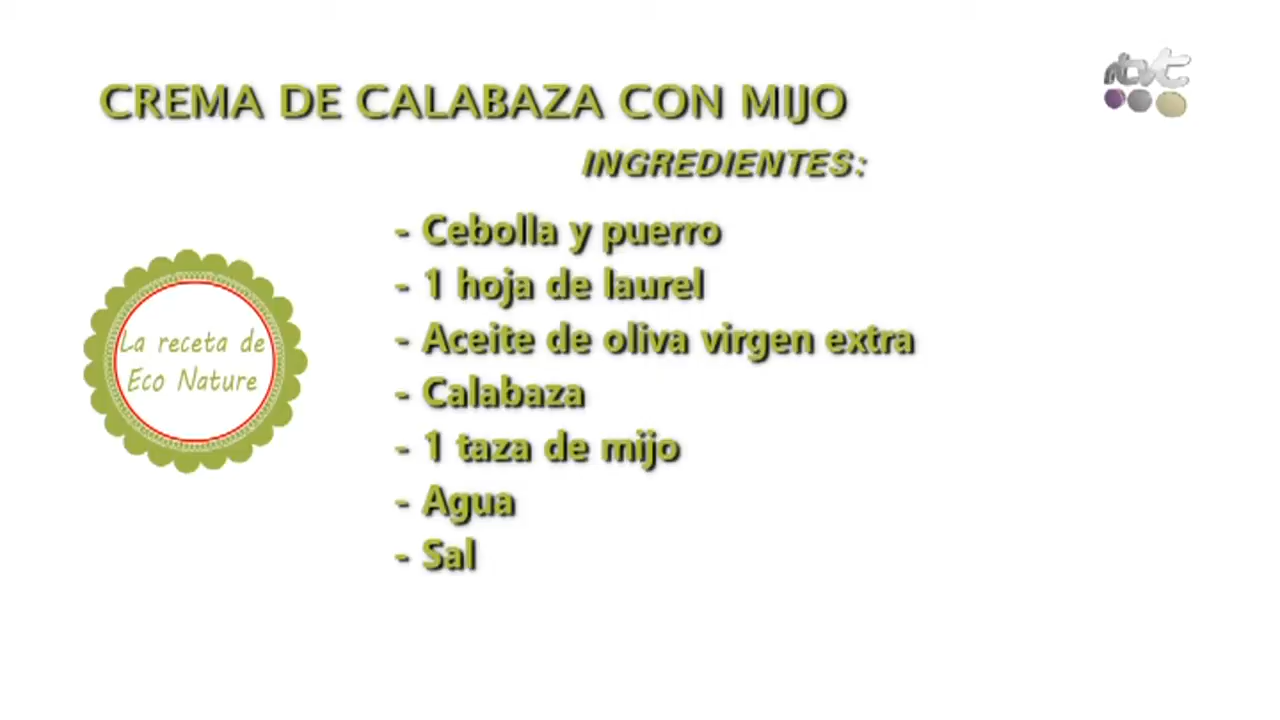 CREMA DE CALABAZA CON MIJO
INGREDIENTES:
- Cebolla y puerro
- 1 hoja de laurel
- Aceite de oliva virgen extra
- Calabaza
- 1 taza de mijo
- Agua
- Sal
La receta de
Eco Nature